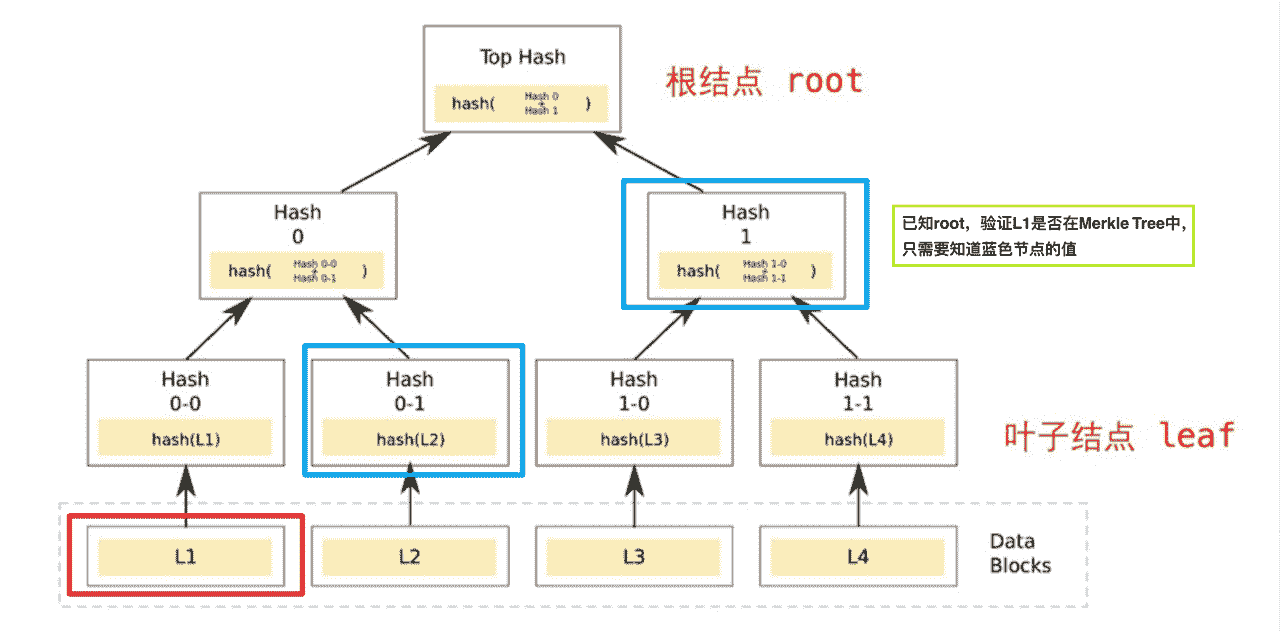 Top Hash
hash( Hash 0 + Hash 1 )
根结点 root
Hash
0
hash( Hash 0-0 + Hash 0-1 )
Hash
1
hash( Hash 1-0 + Hash 1-1 )
已知root，验证L1是否在Merkle Tree中，
只需要知道蓝色节点的值
Hash
0-0
hash(L1)
Hash
0-1
hash(L2)
Hash
1-0
hash(L3)
Hash
1-1
hash(L4)
叶子结点 leaf
L1
L2
L3
L4
Data
Blocks